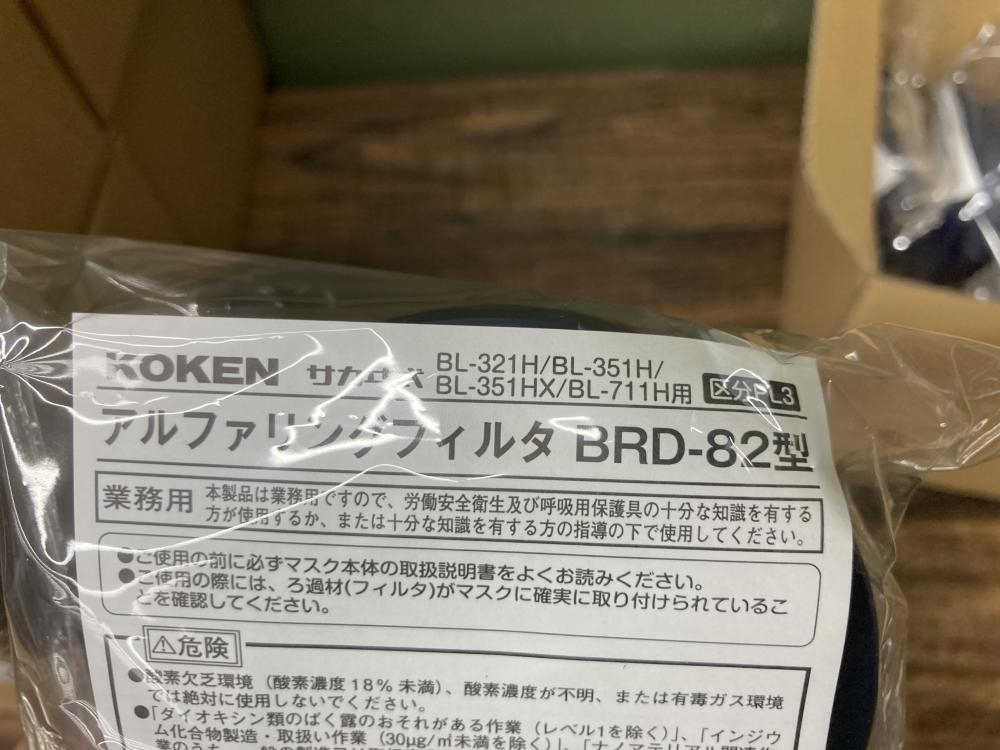 KOKEN サカヰ式 BL-321H/BL-351H/
BL-351HX/BL-711H用 区分PL3
アルファリングフィルタ BRD-82型
業務用 本製品は業務用ですので、労働安全衛生及び呼吸用保護具の十分な知識を有する
方が使用するか、または十分な知識を有する方の指導の下で使用してください。
●ご使用の前に必ずマスク本体の取扱説明書をよくお読みください。
●ご使用の際には、ろ過材(フィルタ)がマスクに確実に取り付けられているこ
とを確認してください。
⚠危険
●酸素欠乏環境（酸素濃度18％未満）、酸素濃度が不明、または有毒ガス環境
では絶対に使用しないでください。
●「ダイオキシン類のばく露のおそれがある作業（レベル1を除く）」、「インジウ
ム化合物製造・取扱い作業（30μg/㎥未満を除く）」、「ナノマテリアル関連作